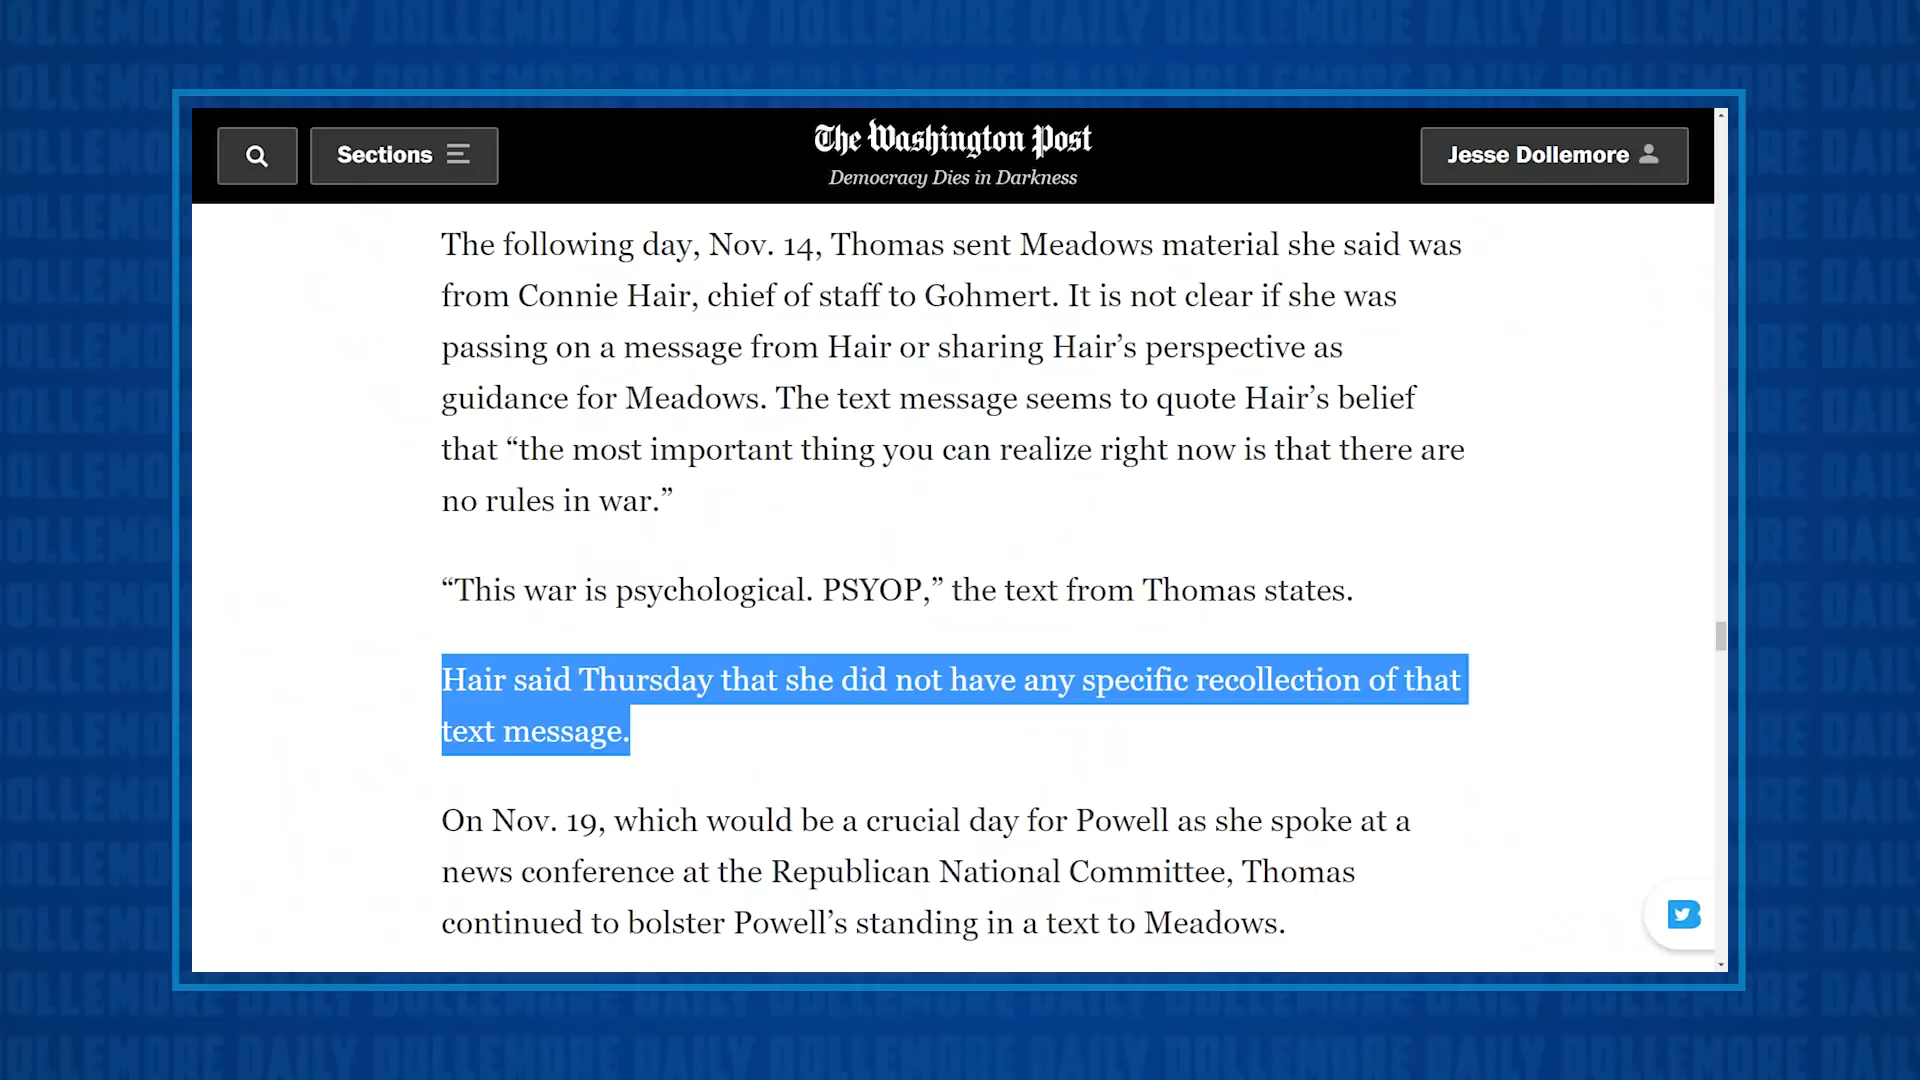 Sections
The Washington Post
Democracy Dies in Darkness
Jesse Dollemore
The following day, Nov. 14, Thomas sent Meadows material she said was
from Connie Hair, chief of staff to Gohmert. It is not clear if she was
passing on a message from Hair or sharing Hair’s perspective as
guidance for Meadows. The text message seems to quote Hair’s belief
that “the most important thing you can realize right now is that there are
no rules in war.”
“This war is psychological. PSYOP,” the text from Thomas states.
Hair said Thursday that she did not have any specific recollection of that
text message.
On Nov. 19, which would be a crucial day for Powell as she spoke at a
news conference at the Republican National Committee, Thomas
continued to bolster Powell’s standing in a text to Meadows.